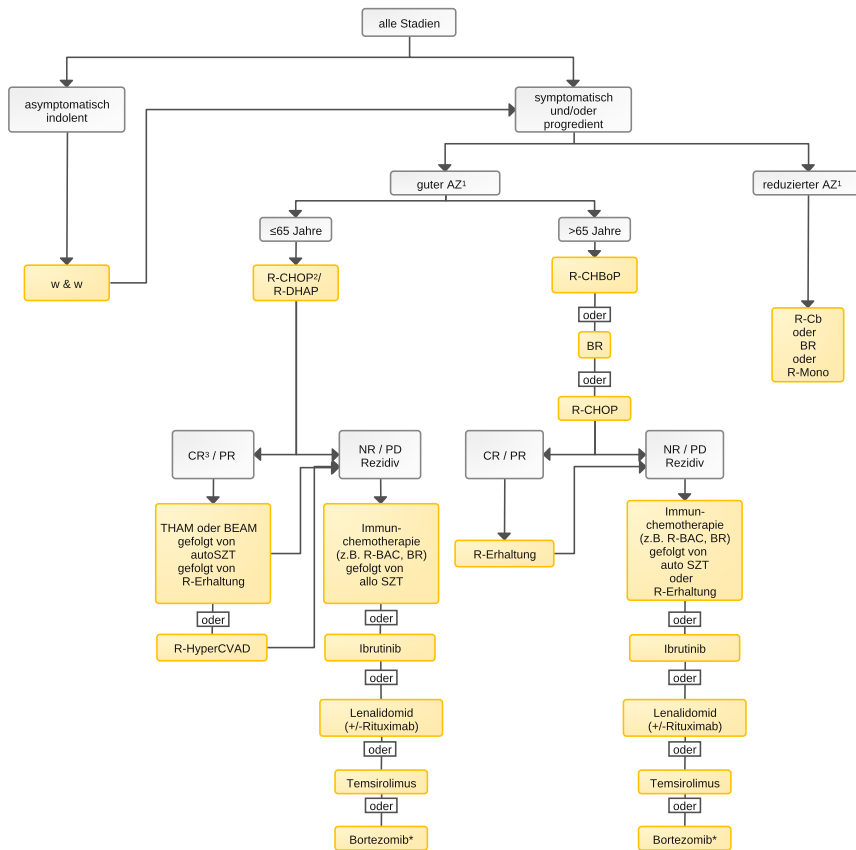 alle Stadien
asymptomatisch
indolent
symptomatisch
und/oder
progredient
guter AZ¹
reduzierter AZ¹
≤65 Jahre
>65 Jahre
w & w
R-CHOP²/
R-DHAP
R-CHBoP
oder
BR
oder
R-CHOP
R-Cb
oder
BR
oder
R-Mono
CR³ / PR
NR / PD
Rezidiv
CR / PR
NR / PD
Rezidiv
THAM oder BEAM
gefolgt von
autoSZT
gefolgt von
R-Erhaltung
oder
R-HyperCVAD
Immun-
chemotherapie
(z.B. R-BAC, BR)
gefolgt von
allo SZT
oder
Ibrutinib
oder
Lenalidomid
(+/-Rituximab)
oder
Temsirolimus
oder
Bortezomib*
R-Erhaltung
Immun-
chemotherapie
(z.B. R-BAC, BR)
gefolgt von
auto SZT
oder
R-Erhaltung
oder
Ibrutinib
oder
Lenalidomid
(+/-Rituximab)
oder
Temsirolimus
oder
Bortezomib*